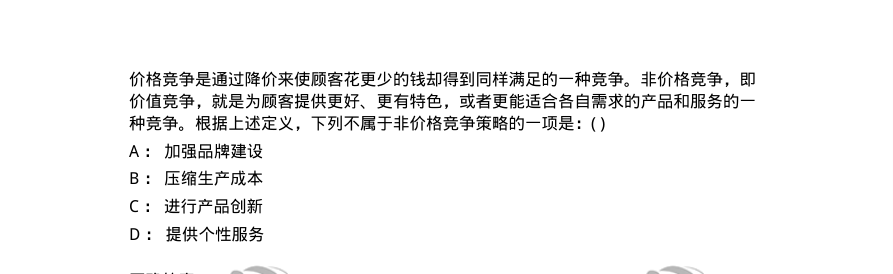 价格竞争是通过降价来使顾客花更少的钱却得到同样满足的一种竞争。非价格竞争，即
价值竞争，就是为顾客提供更好、更有特色，或者更能适合各自需求的产品和服务的一
种竞争。根据上述定义，下列不属于非价格竞争策略的一项是：( )
A： 加强品牌建设
B： 压缩生产成本
C： 进行产品创新
D： 提供个性服务